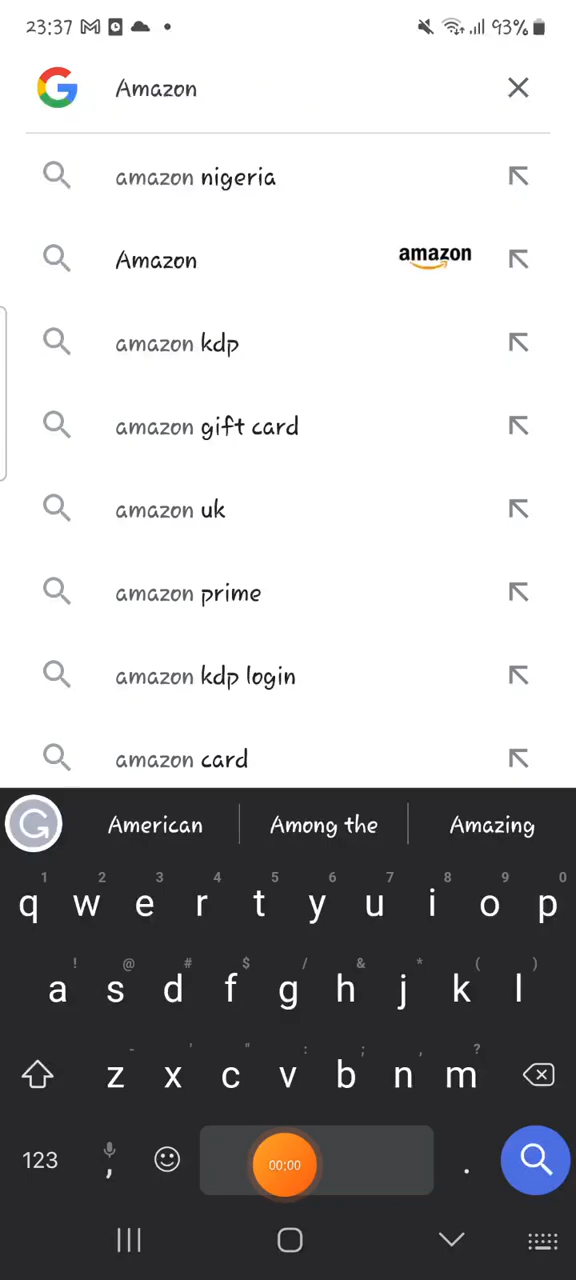 23:37 93%
Amazon
amazon nigeria
Amazon amazon
amazon kdp
amazon gift card
amazon uk
amazon prime
amazon kdp login
amazon card
American Among the Amazing
1 2 3 4 5 6 7 8 9 0
q w e r t y u i o p
! @ # $ / & * ( )
a s d f g h j k l
- ' " : ; , ?
z x c v b n m
123 , 00:00 .